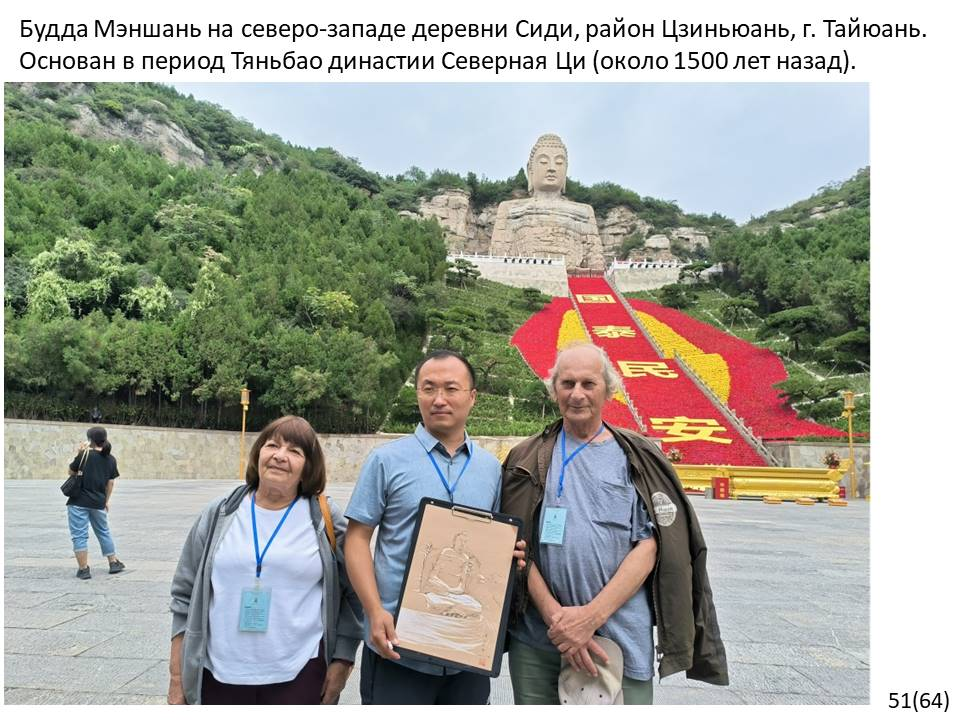 Будда Мэншань на северо-западе деревни Сиди, район Цзиньюань, г. Тайюань.
Основан в период Тяньбао династии Северная Ци (около 1500 лет назад).
国
泰
民
安
51(64)